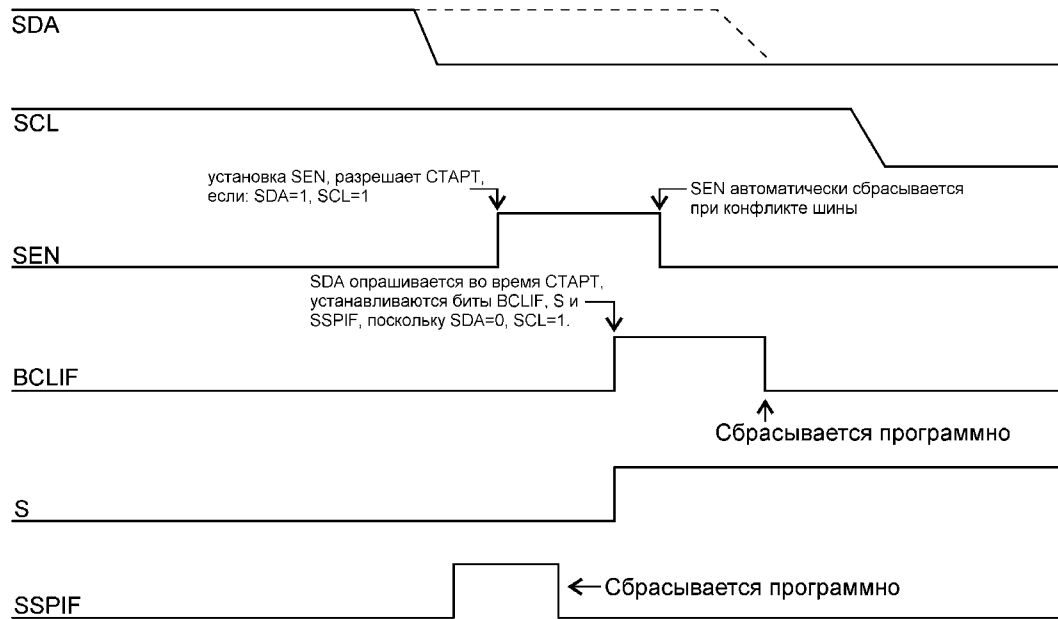 SDA
SCL
установка SEN, разрешает СТАРТ,
если: SDA=1, SCL=1
SEN автоматически сбрасывается
при конфликте шины
SEN
SDA опрашивается во время СТАРТ,
устанавливаются биты BCLIF, S и
SSPIF, поскольку SDA=0, SCL=1.
BCLIF
Сбрасывается программно
S
Сбрасывается программно
SSPIF